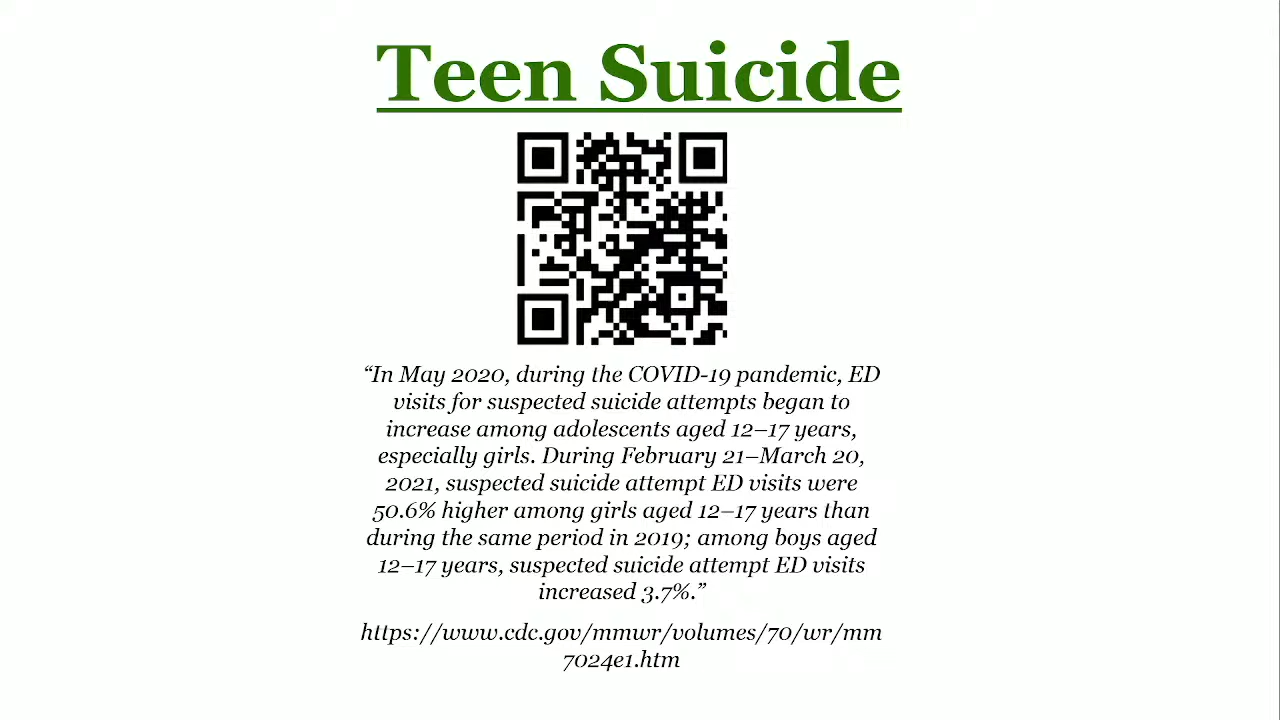 Teen Suicide
“In May 2020, during the COVID-19 pandemic, ED
visits for suspected suicide attempts began to
increase among adolescents aged 12–17 years,
especially girls. During February 21–March 20,
2021, suspected suicide attempt ED visits were
50.6% higher among girls aged 12–17 years than
during the same period in 2019; among boys aged
12–17 years, suspected suicide attempt ED visits
increased 3.7%.”
https://www.cdc.gov/mmwr/volumes/70/wr/mm
7024e1.htm